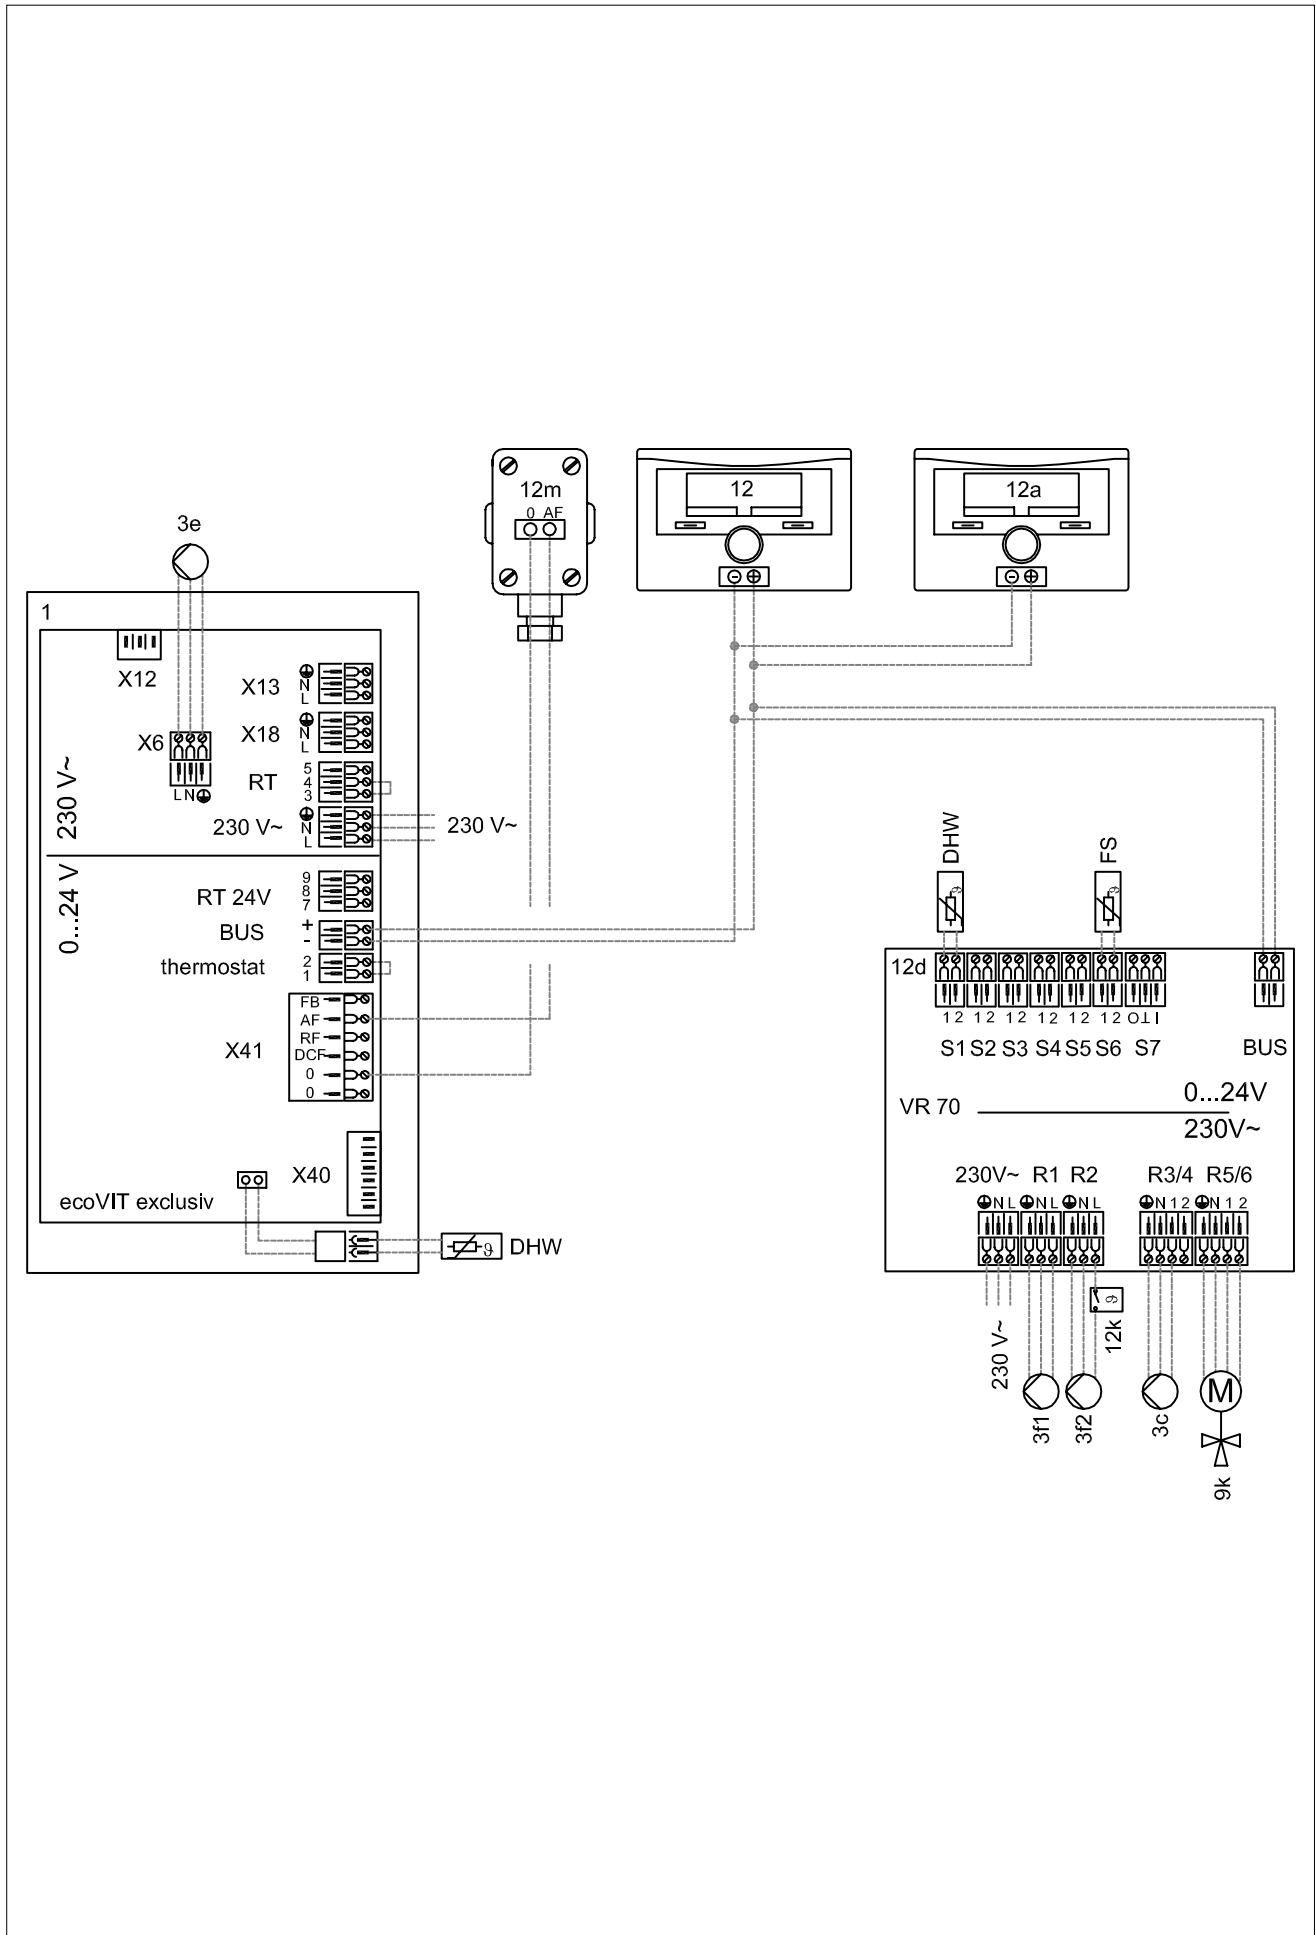 12m
0 AF
12
12a
3e
1
X12
X13
N
L
X18
N
L
X6
L N
RT
5
4
3
230 V~
N
L
230 V~
230 V~
0...24 V
RT 24V
9
8
7
BUS
+
-
thermostat
2
1
X41
FB
AF
RF
DCF
0
0
X40
ecoVIT exclusiv
ϑ
DHW
DHW
ϑ
FS
ϑ
12d
1 2 1 2 1 2 1 2 1 2 1 2 O T I
S1 S2 S3 S4 S5 S6 S7 BUS
VR 70
0...24V
230V~
230V~ R1 R2 R3/4 R5/6
N L N L N L N 1 2 N 1 2
ϑ
12k
230 V~
3f1
3f2
3c
M
9k